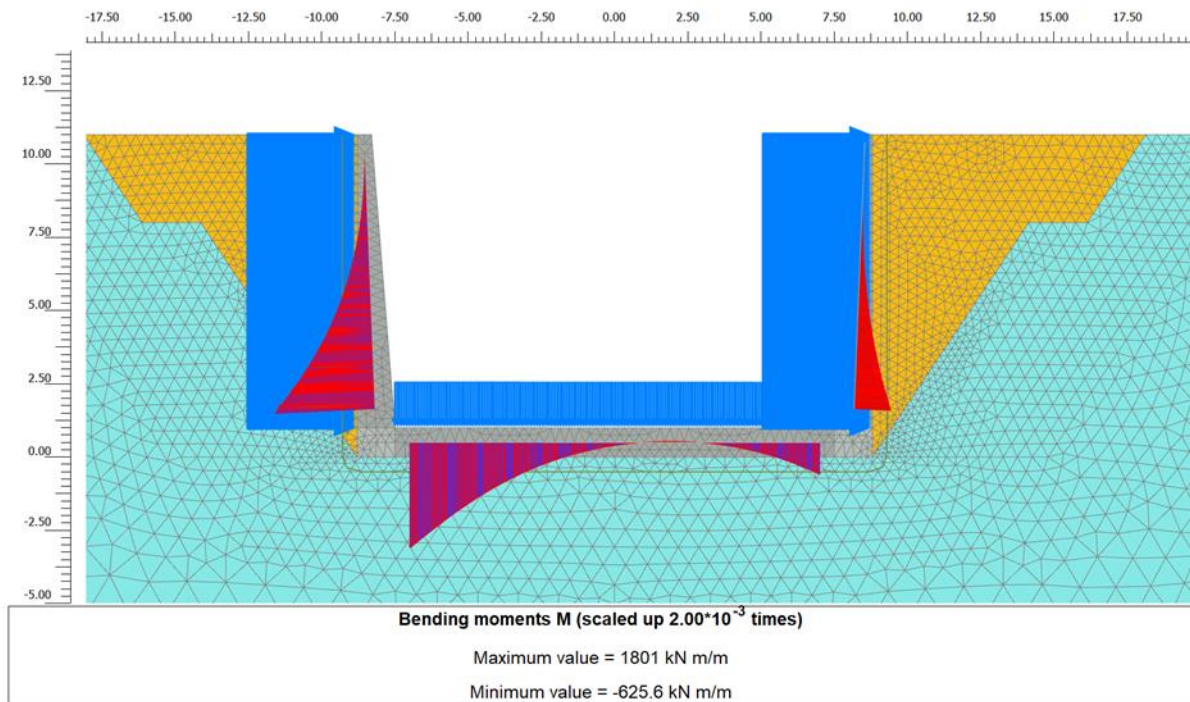 -17.50 -15.00 -12.50 -10.00 -7.50 -5.00 -2.50 0.00 2.50 5.00 7.50 10.00 12.50 15.00 17.50
12.50
10.00
7.50
5.00
2.50
0.00
-2.50
-5.00
Bending moments M (scaled up 2.00*10-3 times)
Maximum value = 1801 kN m/m
Minimum value = -625.6 kN m/m